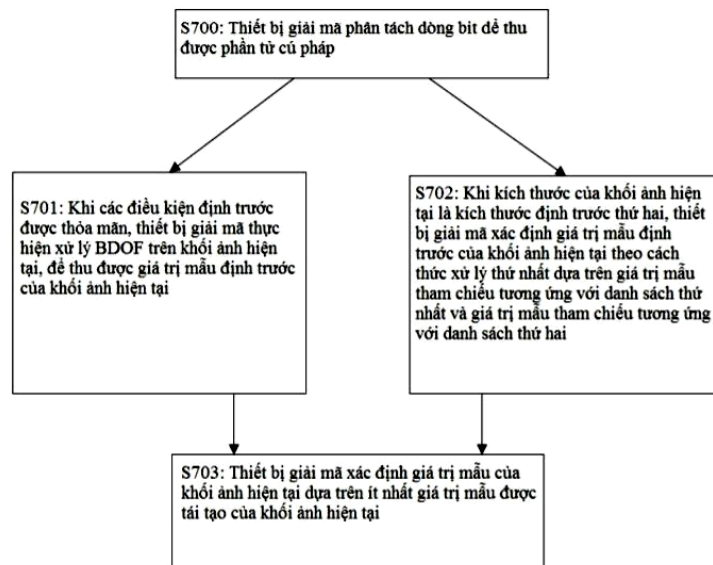 S700: Thiết bị giải mã phân tách dòng bit để thu
được phần tử cú pháp
S701: Khi các điều kiện định trước
được thỏa mãn, thiết bị giải mã thực
hiện xử lý BDOF trên khối ảnh hiện
tại, để thu được giá trị mẫu định trước
của khối ảnh hiện tại
S702: Khi kích thước của khối ảnh hiện
tại là kích thước định trước thứ hai, thiết
bị giải mã xác định giá trị mẫu định
trước của khối ảnh hiện tại theo cách
thức xử lý thứ nhất dựa trên giá trị mẫu
tham chiếu tương ứng với danh sách thứ
nhất và giá trị mẫu tham chiếu tương ứng
với danh sách thứ hai
S703: Thiết bị giải mã xác định giá trị mẫu của
khối ảnh hiện tại dựa trên ít nhất giá trị mẫu được
tái tạo của khối ảnh hiện tại